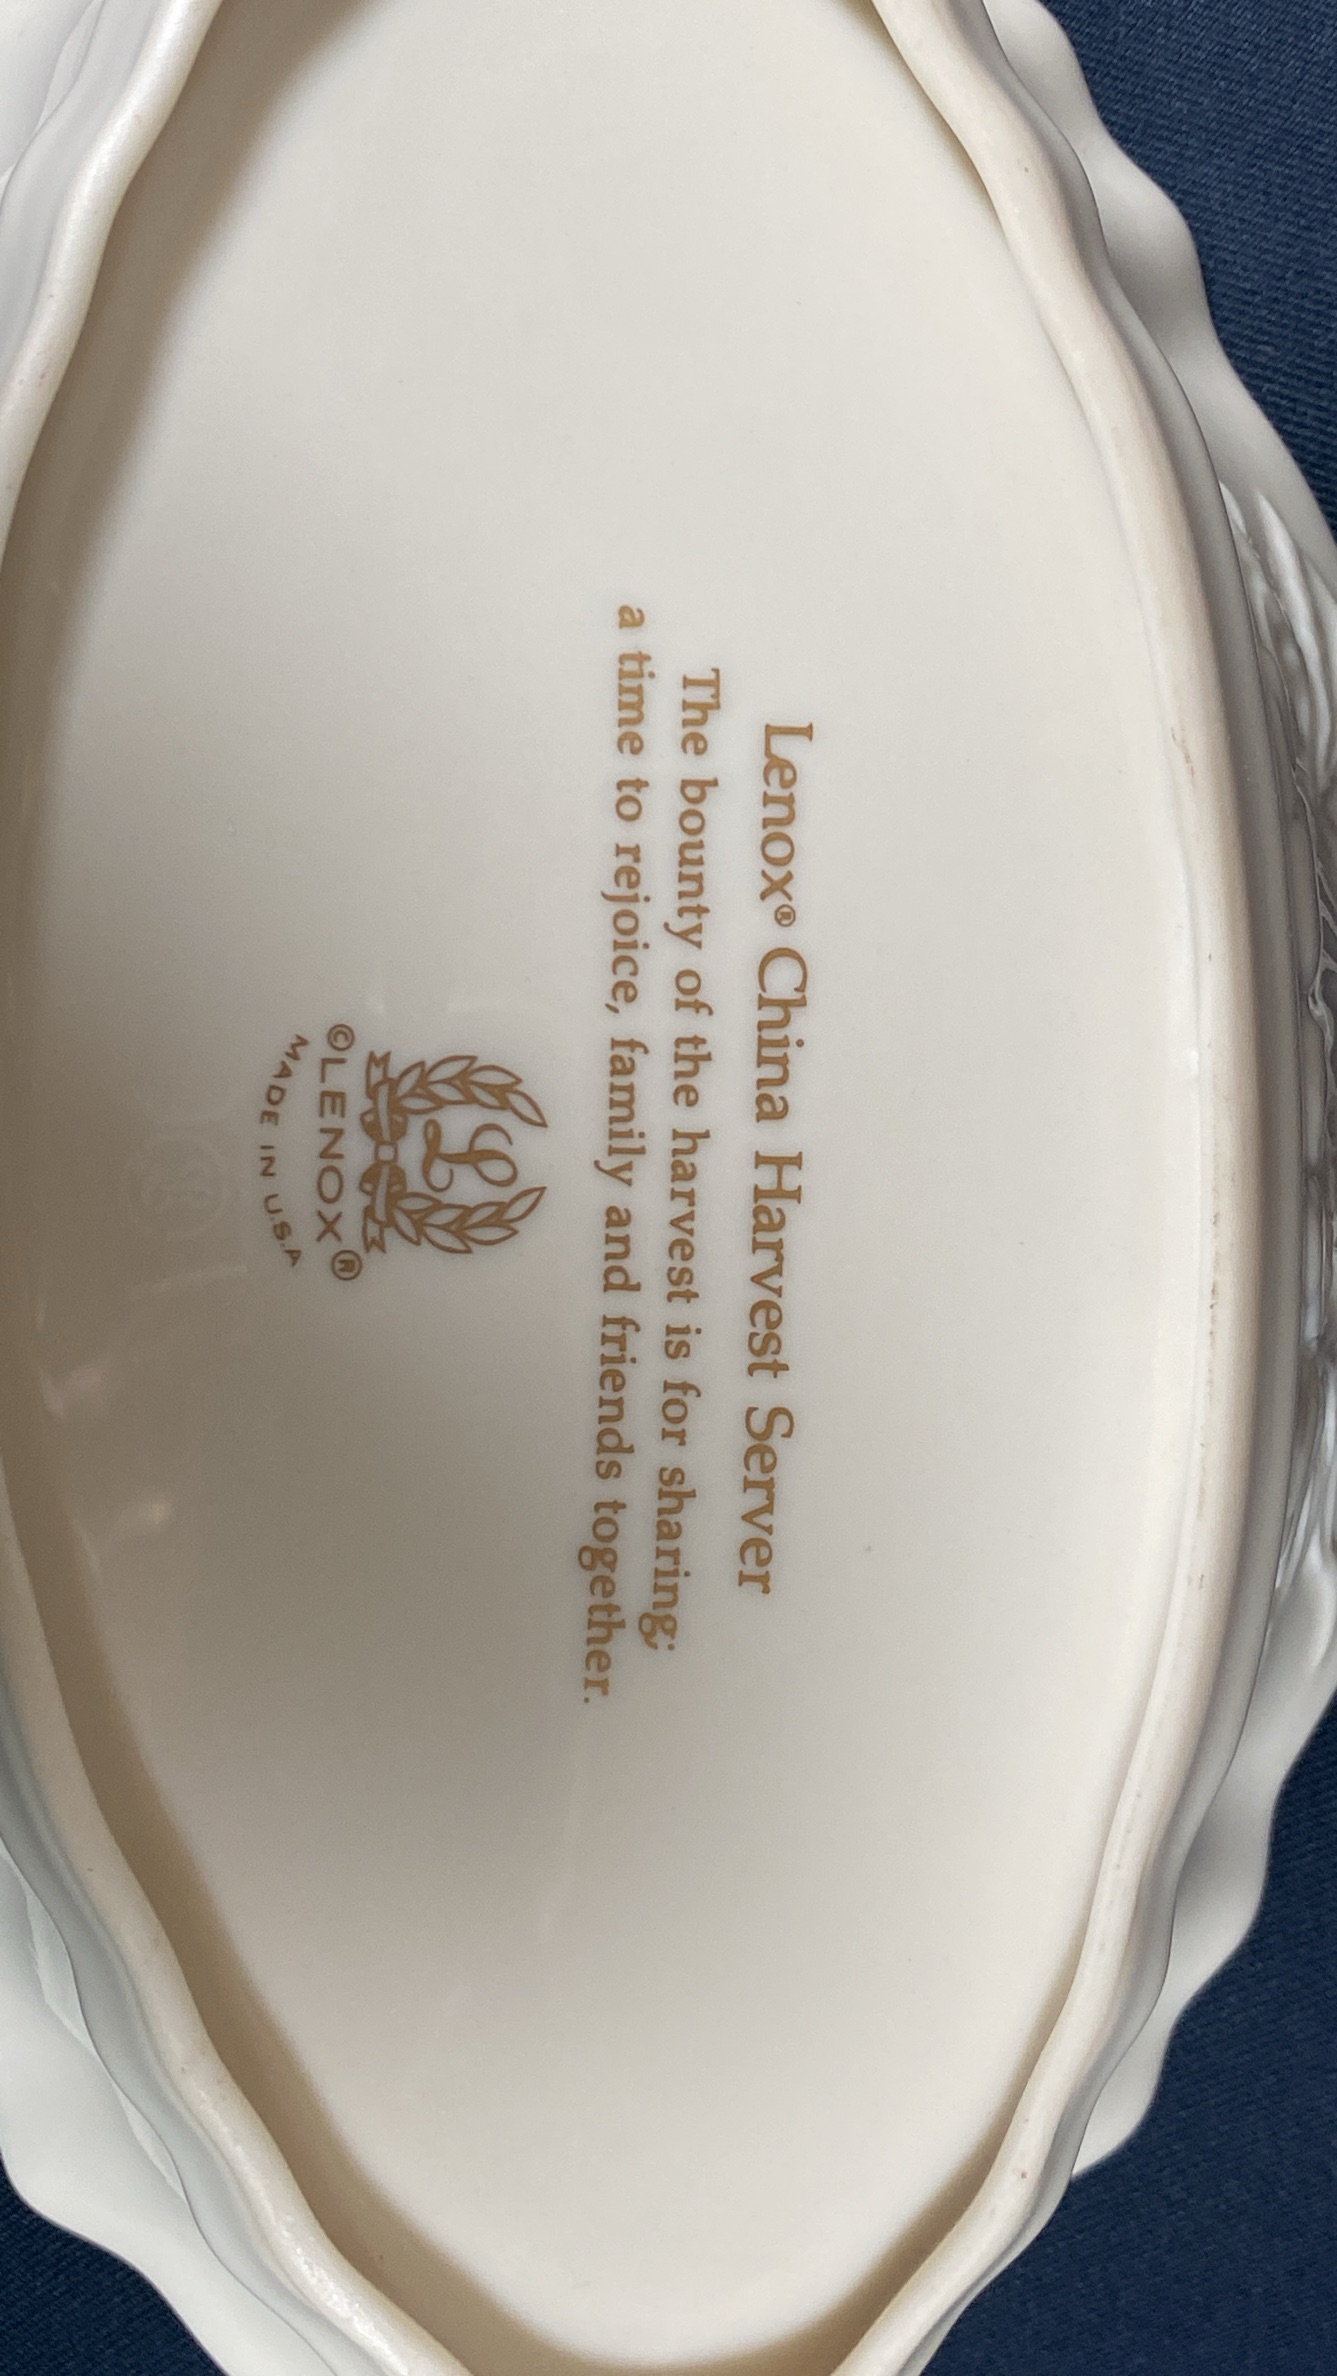 Lenox® China Harvest Server
The bounty of the harvest is for sharing;
a time to rejoice, family and friends together.
L
©LENOX®
MADE IN U.S.A